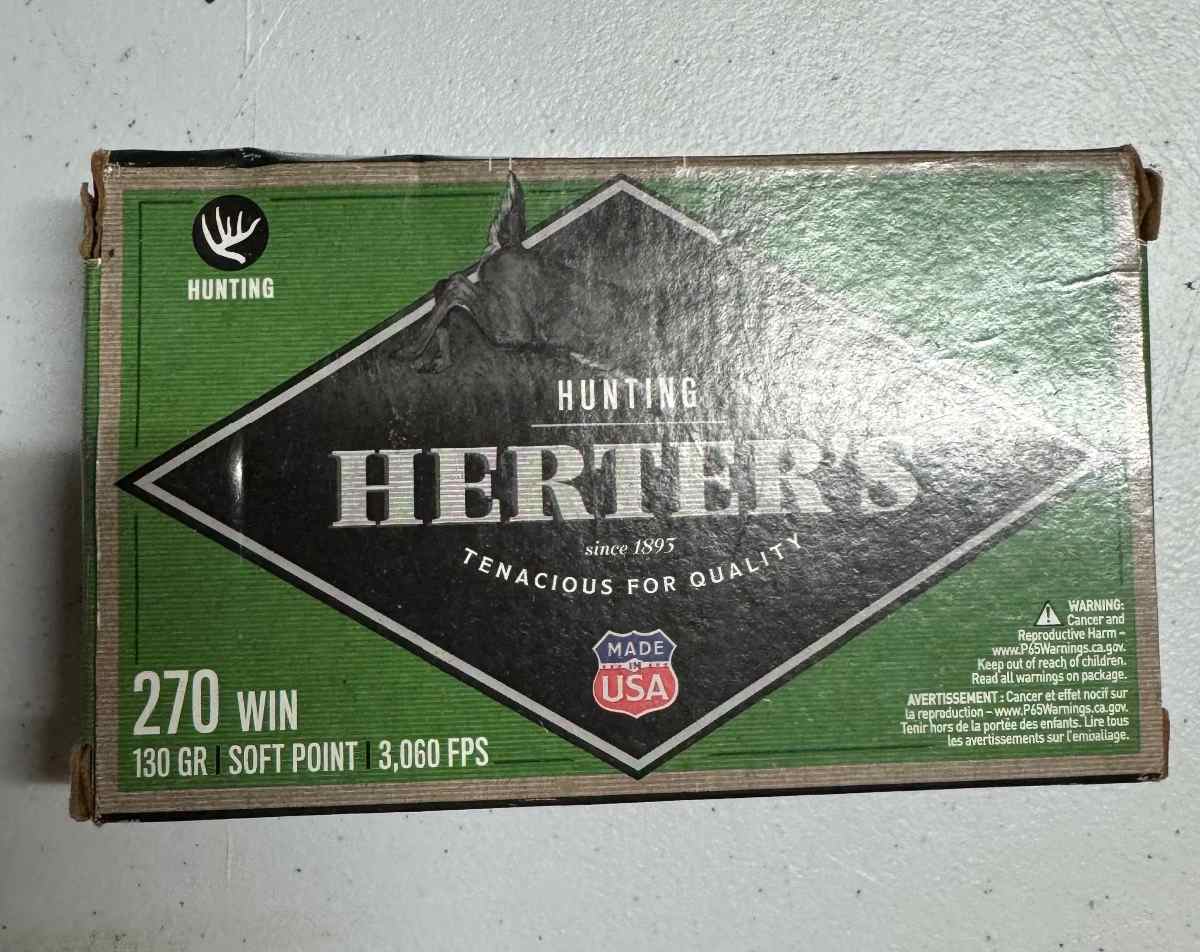 HUNTING
HUNTING
HERTER'S
since 1893
TENACIOUS FOR QUALITY
MADE
IN
USA
270 WIN
130 GR | SOFT POINT | 3,060 FPS
WARNING:
Cancer and
Reproductive Harm –
www.P65Warnings.ca.gov.
Keep out of reach of children.
Read all warnings on package.
AVERTISSEMENT : Cancer et effet nocif sur
la reproduction – www.P65Warnings.ca.gov.
Tenir hors de la portée des enfants. Lire tous
les avertissements sur l'emballage.